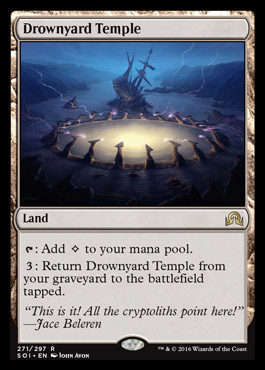 Drownyard Temple
Land
: Add to your mana pool.
3: Return Drownyard Temple from
your graveyard to the battlefield
tapped.
"This is it! All the cryptoliths point here!"
—Jace Beleren
271/297 R
SOI • EN John Avon
™ & © 2016 Wizards of the Coast